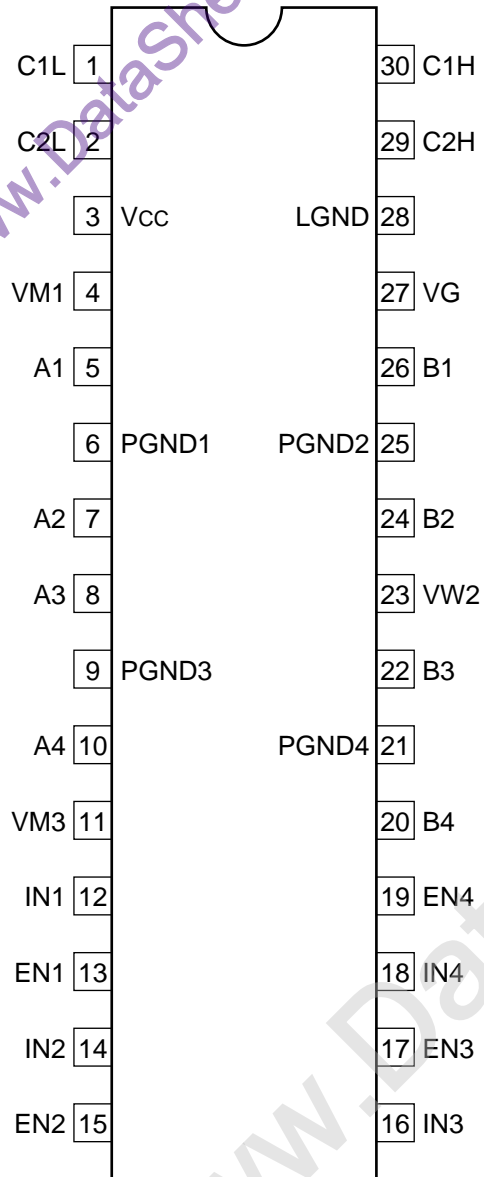 C1L 1 30 C1H
C2L 2 29 C2H
3 VCC LGND 28
VM1 4 27 VG
A1 5 26 B1
6 PGND1 PGND2 25
A2 7 24 B2
A3 8 23 VW2
9 PGND3 22 B3
A4 10 PGND4 21
VM3 11 20 B4
IN1 12 19 EN4
EN1 13 18 IN4
IN2 14 17 EN3
EN2 15 16 IN3